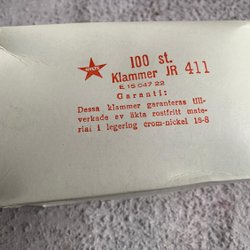 100 st.
Klammer JR 411
E 15 047 22
Garanti:
Dessa klammer garanteras till-
verkade av äkta rostfritt mate-
rial i legering crom-nickel 18-8